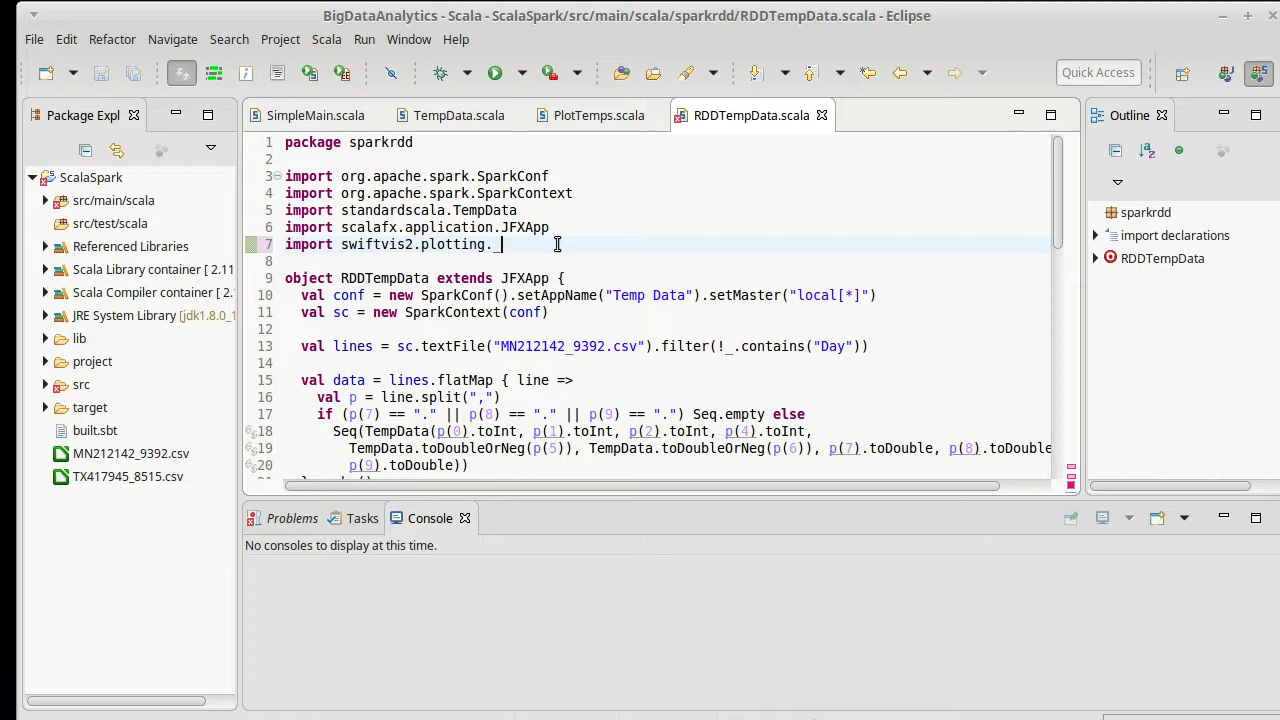 BigDataAnalytics - Scala - ScalaSpark/src/main/scala/sparkrdd/RDDTempData.scala - Eclipse
File Edit Refactor Navigate Search Project Scala Run Window Help
Quick Access
Package Expl
ScalaSpark
src/main/scala
src/test/scala
Referenced Libraries
Scala Library container [ 2.11
Scala Compiler container [ 2.
JRE System Library [jdk1.8.0_1
lib
project
src
target
built.sbt
MN212142_9392.csv
TX417945_8515.csv
SimpleMain.scala TempData.scala PlotTemps.scala RDDTempData.scala
1 package sparkrdd
2
3 import org.apache.spark.SparkConf
4 import org.apache.spark.SparkContext
5 import standardscala.TempData
6 import scalafx.application.JFXApp
7 import swiftvis2.plotting._
8
9 object RDDTempData extends JFXApp {
10 val conf = new SparkConf().setAppName("Temp Data").setMaster("local[*]")
11 val sc = new SparkContext(conf)
12
13 val lines = sc.textFile("MN212142_9392.csv").filter(!_.contains("Day"))
14
15 val data = lines.flatMap { line =>
16 val p = line.split(",")
17 if (p(7) == "." || p(8) == "." || p(9) == ".") Seq.empty else
18 Seq(TempData(p(0).toInt, p(1).toInt, p(2).toInt, p(4).toInt,
19 TempData.toDoubleOrNeg(p(5)), TempData.toDoubleOrNeg(p(6)), p(7).toDouble, p(8).toDouble
20 p(9).toDouble))
Outline
sparkrdd
import declarations
RDDTempData
Problems Tasks Console
No consoles to display at this time.